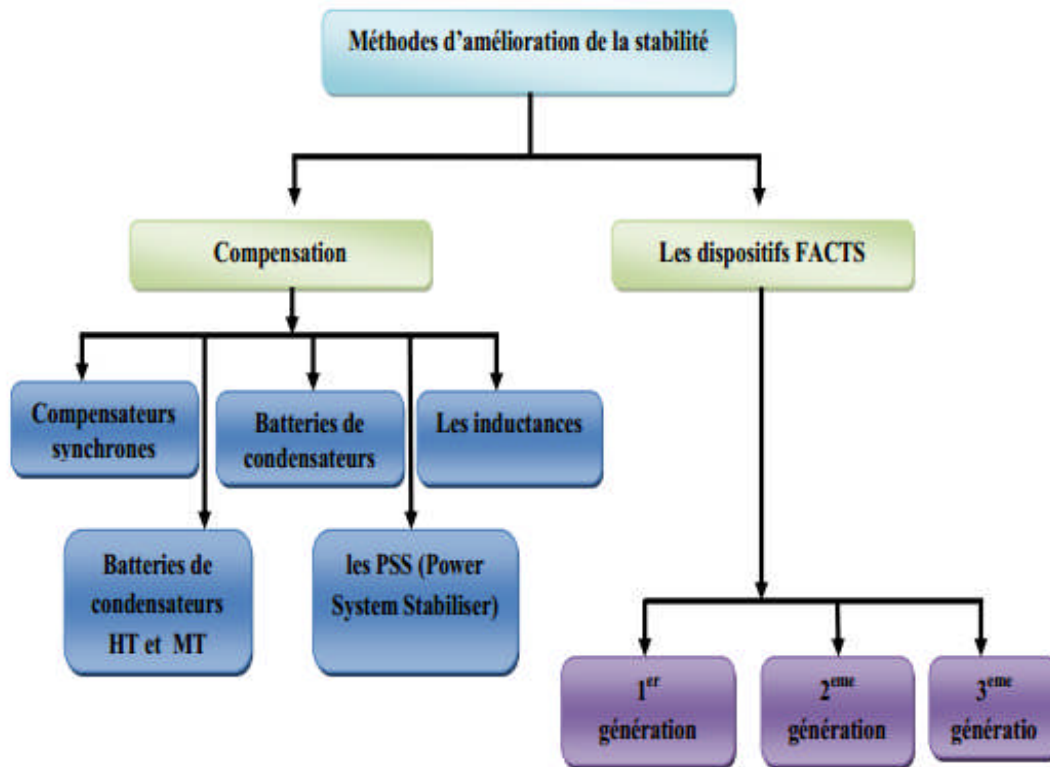 Méthodes d'amélioration de la stabilité
Compensation
Les dispositifs FACTS
Compensateurs
synchrones
Batteries de
condensateurs
Les inductances
Batteries de
condensateurs
HT et MT
les PSS (Power
System Stabiliser)
1er
génération
2eme
génération
3eme
génératio